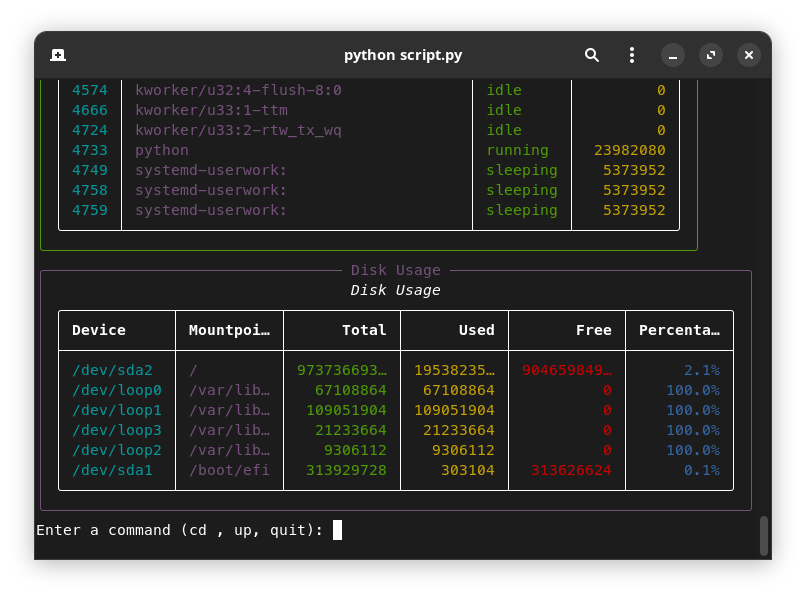 python script.py
4574 kworker/u32:4-flush-8:0 idle 0
4666 kworker/u33:1-ttm idle 0
4724 kworker/u33:2-rtw_tx_wq idle 0
4733 python running 23982080
4749 systemd-userwork: sleeping 5373952
4758 systemd-userwork: sleeping 5373952
4759 systemd-userwork: sleeping 5373952
Disk Usage
Disk Usage
Device Mountpoi… Total Used Free Percenta…
/dev/sda2 / 973736693… 19538235… 904659849… 2.1%
/dev/loop0 /var/lib… 67108864 67108864 0 100.0%
/dev/loop1 /var/lib… 109051904 109051904 0 100.0%
/dev/loop3 /var/lib… 21233664 21233664 0 100.0%
/dev/loop2 /var/lib… 9306112 9306112 0 100.0%
/dev/sda1 /boot/efi 313929728 303104 313626624 0.1%
Enter a command (cd , up, quit):